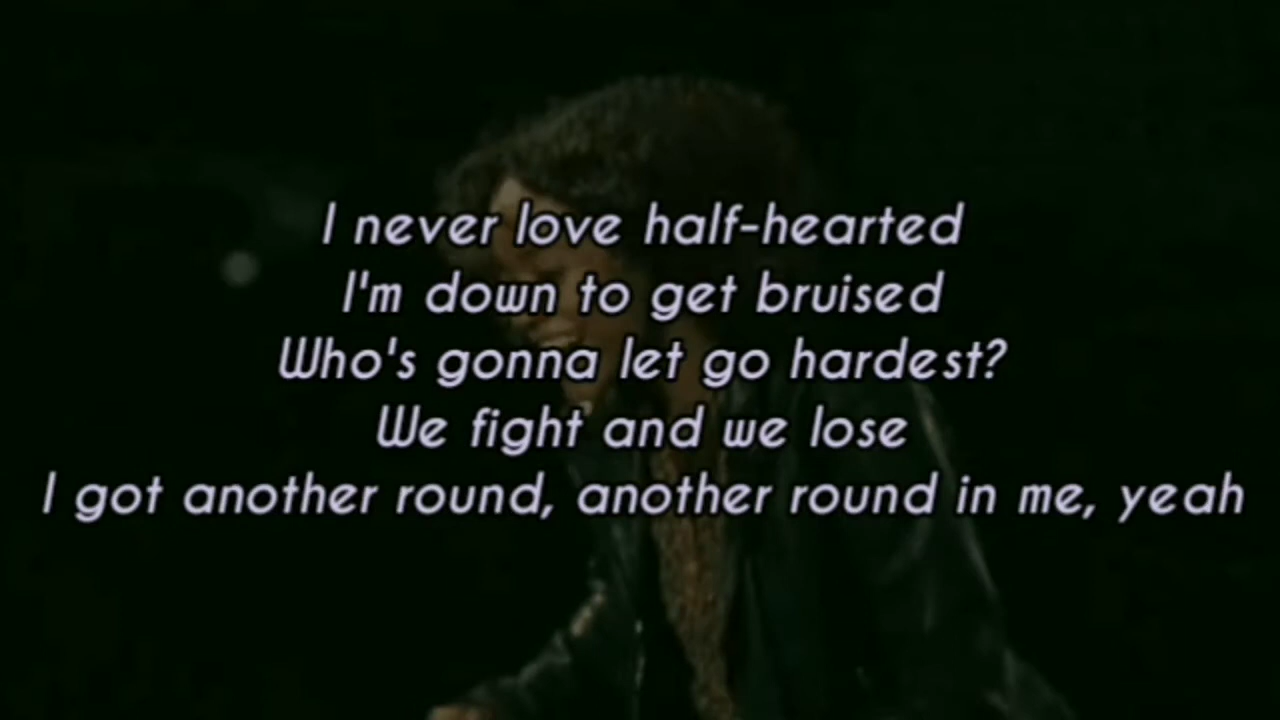 I never love half-hearted
I'm down to get bruised
Who's gonna let go hardest?
We fight and we lose
I got another round, another round in me, yeah